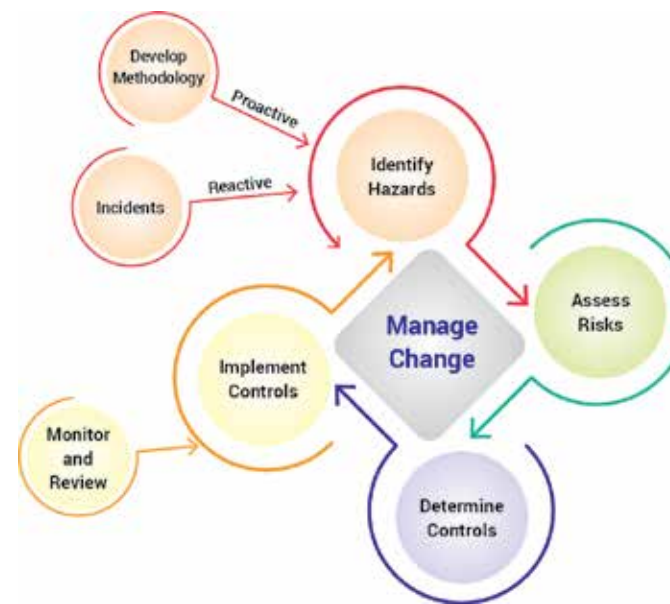 Develop
Methodology
Proactive
Identify
Hazards
Reactive
Incidents
Assess
Risks
Manage
Change
Implement
Controls
Monitor
and
Review
Determine
Controls